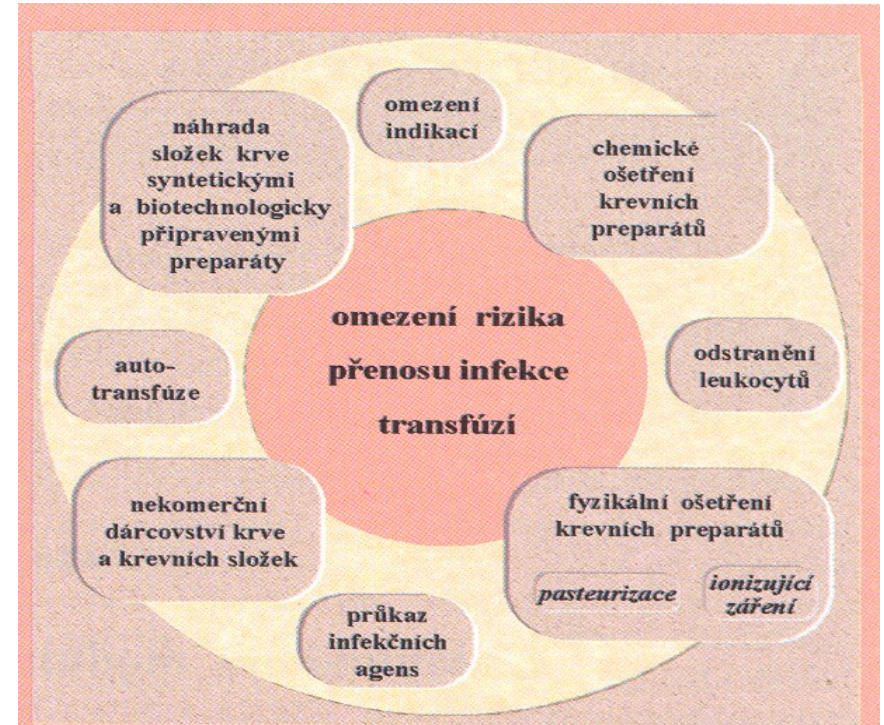 omezení
indikací
náhrada
složek krve
syntetickými
a biotechnologicky
připravenými
preparáty
chemické
ošetření
krevních
preparátů
omezení rizika
přenosu infekce
transfúzí
auto-
transfúze
odstranění
leukocytů
nekomerční
dárcovství krve
a krevních složek
fyzikální ošetření
krevních preparátů
pasteurizace
ionizující
záření
průkaz
infekčních
agens